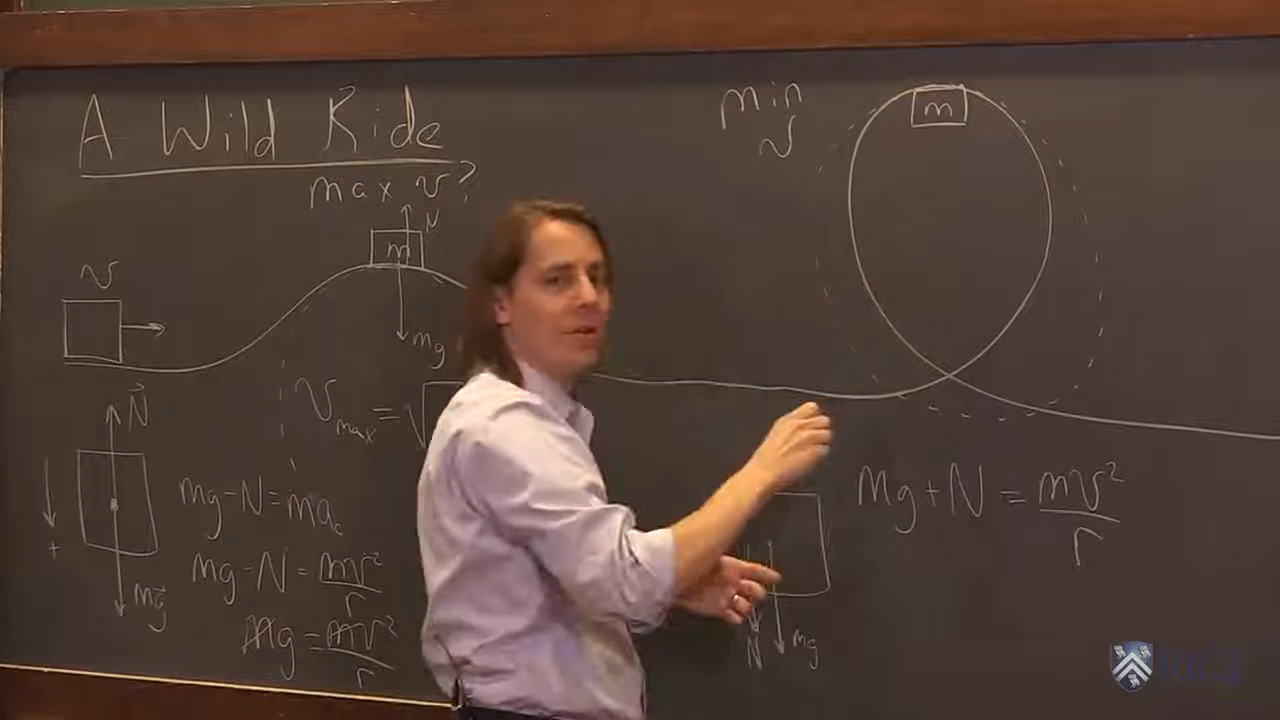 A Wild Ride
max v?
N
m
mg
v
N⃗
v_max = √
mg-N=ma_c
+
mg-N = mv²/r
mg⃗
mg = mv²/r
min
v
m
mg+N = mv²/r
N
mg
RICE